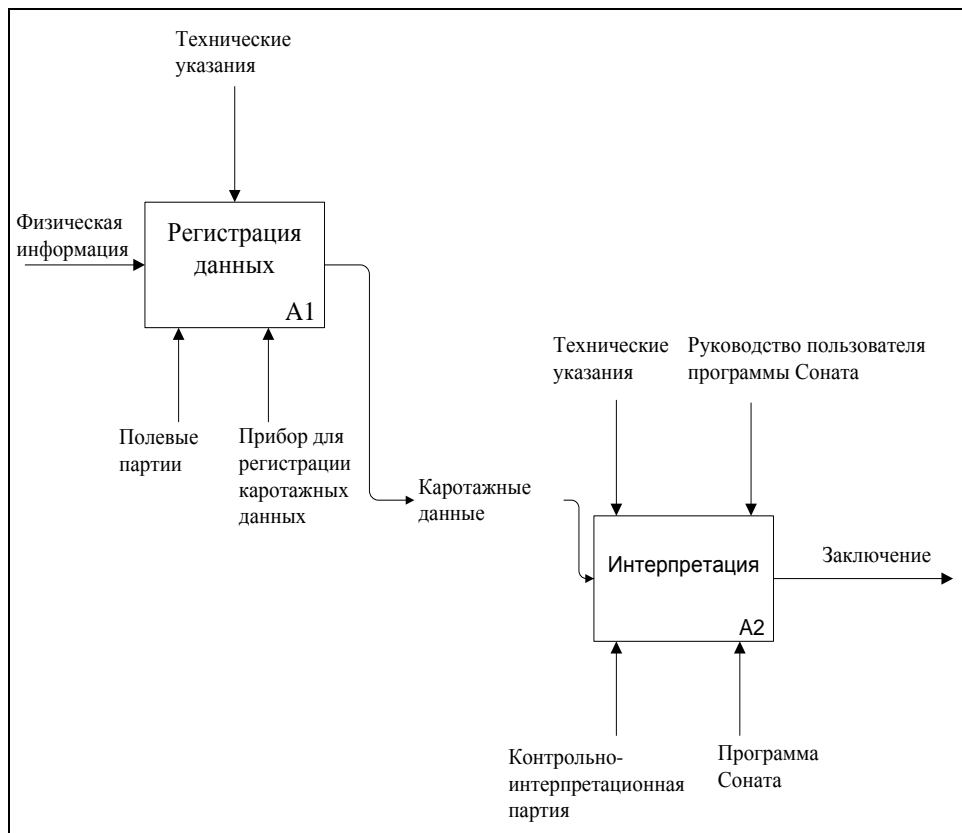 Технические
указания
Физическая
информация
Регистрация
данных
A1
Полевые
партии
Прибор для
регистрации
каротажных
данных
Каротажные
данные
Технические
указания
Руководство пользователя
программы Соната
Интерпретация
A2
Заключение
Контрольно-
интерпретационная
партия
Программа
Соната